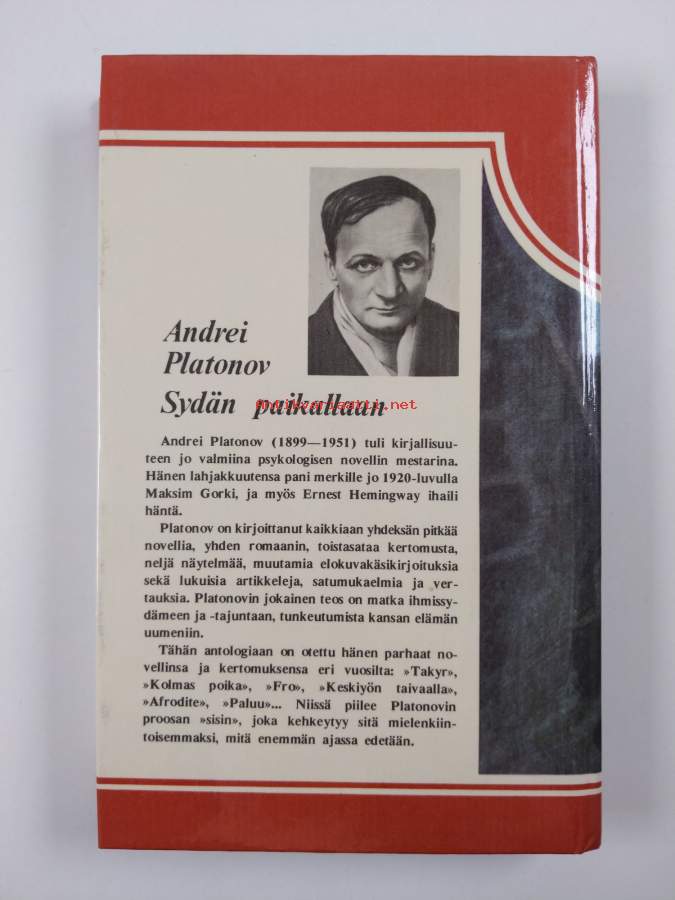 Andrei
Platonov
Sydän paikallaan
antikvariaatti.net
Andrei Platonov (1899—1951) tuli kirjallisuu-
teen jo valmiina psykologisen novellin mestarina.
Hänen lahjakkuutensa pani merkille jo 1920-luvulla
Maksim Gorki, ja myös Ernest Hemingway ihaili
häntä.
Platonov on kirjoittanut kaikkiaan yhdeksän pitkää
novellia, yhden romaanin, toistasataa kertomusta,
neljä näytelmää, muutamia elokuvakäsikirjoituksia
sekä lukuisia artikkeleja, satumukaelmia ja ver-
tauksia. Platonovin jokainen teos on matka ihmissy-
dämeen ja -tajuntaan, tunkeutumista kansan elämän
uumeniin.
Tähän antologiaan on otettu hänen parhaat no-
vellinsa ja kertomuksensa eri vuosilta: »Takyr»,
»Kolmas poika», »Fro», »Keskiyön taivaalla»,
»Afrodite», »Paluu»... Niissä piilee Platonovin
proosan »sisin», joka kehkeytyy sitä mielenkiin-
toisemmaksi, mitä enemmän ajassa edetään.